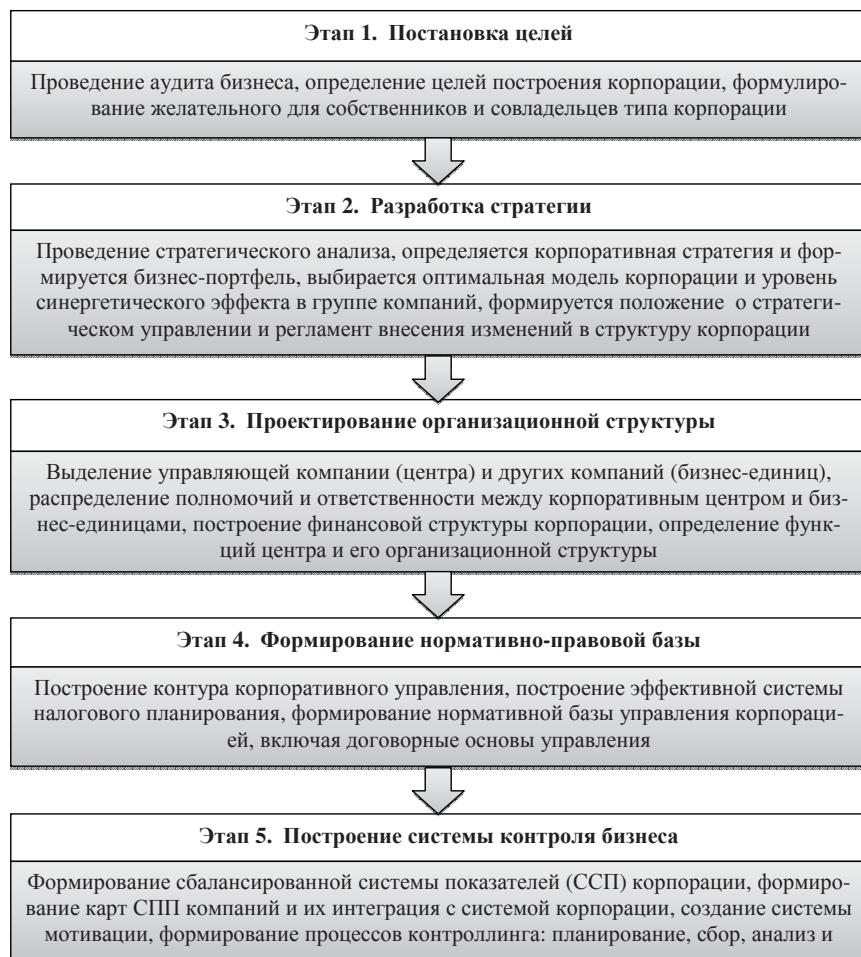 Этап 1. Постановка целей
Проведение аудита бизнеса, определение целей построения корпорации, формулиро-
вание желательного для собственников и совладельцев типа корпорации
Этап 2. Разработка стратегии
Проведение стратегического анализа, определяется корпоративная стратегия и фор-
мируется бизнес-портфель, выбирается оптимальная модель корпорации и уровень
синергетического эффекта в группе компаний, формируется положение о стратеги-
ческом управлении и регламент внесения изменений в структуру корпорации
Этап 3. Проектирование организационной структуры
Выделение управляющей компании (центра) и других компаний (бизнес-единиц),
распределение полномочий и ответственности между корпоративным центром и биз-
нес-единицами, построение финансовой структуры корпорации, определение функ-
ций центра и его организационной структуры
Этап 4. Формирование нормативно-правовой базы
Построение контура корпоративного управления, построение эффективной системы
налогового планирования, формирование нормативной базы управления корпораци-
ей, включая договорные основы управления
Этап 5. Построение системы контроля бизнеса
Формирование сбалансированной системы показателей (ССП) корпорации, формиро-
вание карт СПП компаний и их интеграция с системой корпорации, создание системы
мотивации, формирование процессов контроллинга: планирование, сбор, анализ и